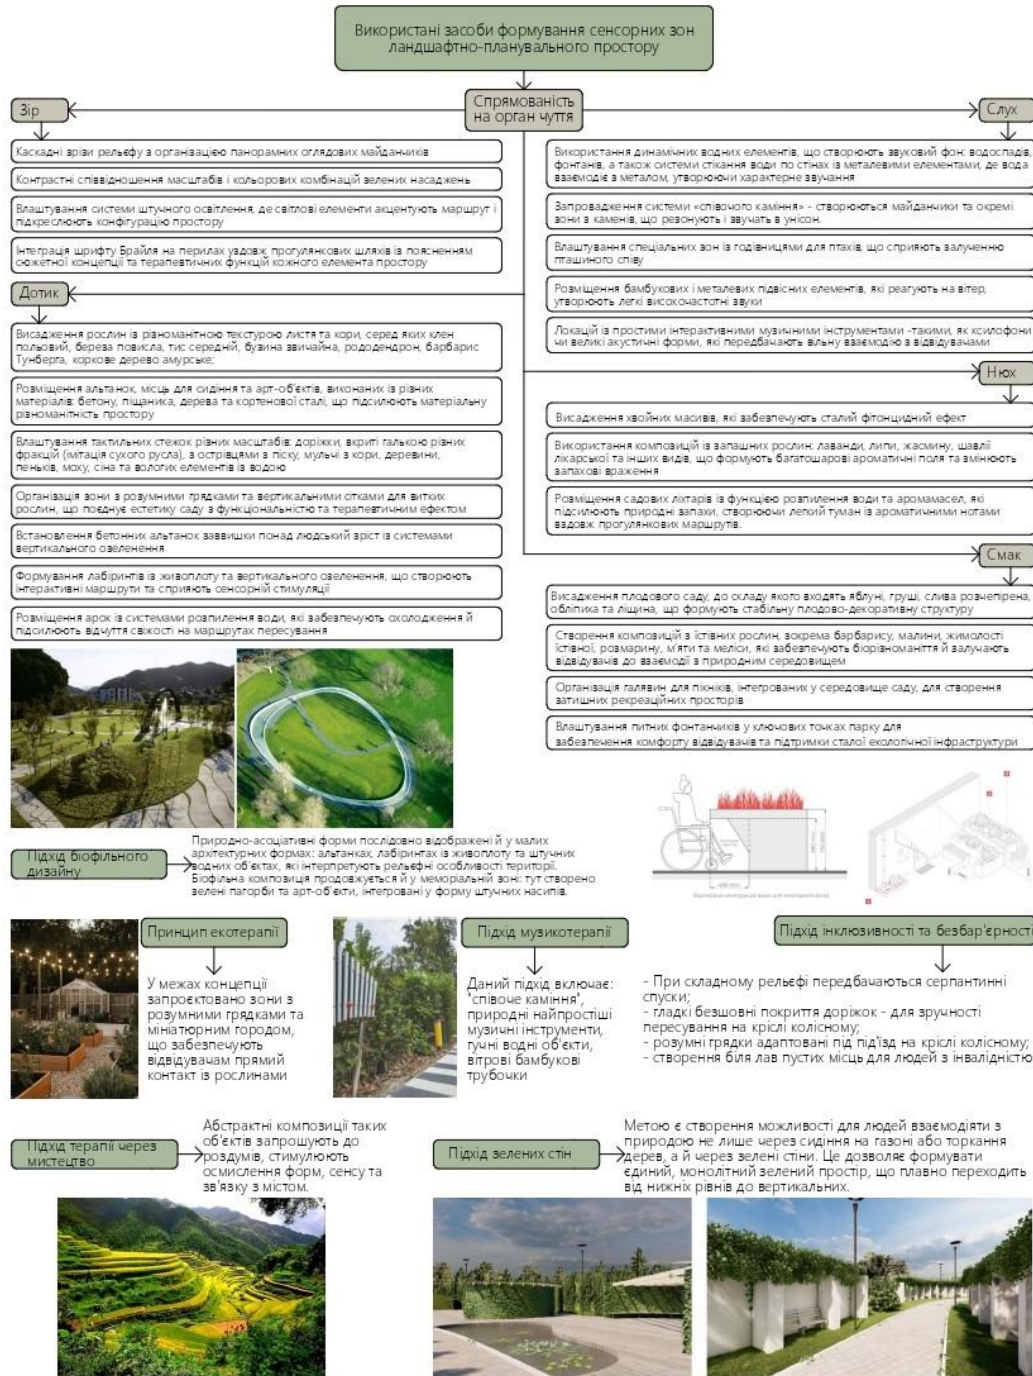 Використані засоби формування сенсорних зон
ландшафтно-планувального простору
Спрямованість
на орган чуття
Зір
Каскадні зрізи рельєфу з організацією панорамних оглядових майданчиків
Контрастні співвідношення масштабів і кольорових комбінацій зелених насаджень
Влаштування системи штучного освітлення, де світлові елементи акцентують маршрут і
підкреслюють конфігурацію простору
Інтеграція шрифту Брайля на перилах уздовж прогулянкових шляхів із поясненням
сюжетної концепції та терапевтичних функцій кожного елемента простору
Дотик
Висадження рослин із різноманітною текстурою листя та кори, серед яких клен
польовий, береза повисла, тис середній, бузина звичайна, рододендрон, барбарис
Тунберга, коркове дерево амурське;
Розміщення альтанок, місць для сидіння та арт-об'єктів, виконаних із різних
матеріалів: бетону, піщаника, дерева та кортенової сталі, що підсилюють матеріальну
різноманітність простору
Влаштування тактильних стежок різних масштабів: доріжки, вкриті галькою різних
фракцій (імітація сухого русла), з острівцями з піску, мульчі з кори, деревини,
пеньків, моху, сіна та вологих елементів із водою
Організація зони з розумними грядками та вертикальними сітками для витких
рослин, що поєднує естетику саду з функціональністю та терапевтичним ефектом
Встановлення бетонних альтанок заввишки понад людський зріст із системами
вертикального озеленення
Формування лабіринтів із живоплоту та вертикального озеленення, що створюють
інтерактивні маршрути та сприяють сенсорній стимуляції
Розміщення арок із системами розпилення води, які забезпечують охолодження й
підсилюють відчуття свіжості на маршрутах пересування
Слух
Використання динамічних водних елементів, що створюють звуковий фон: водоспадів,
фонтанів, а також системи стікання води по стінах із металевими елементами, де вода
взаємодіє з металом, утворюючи характерне звучання
Запровадження системи «співочого каміння» - створюються майданчики та окремі
зони з каменів, що резонують і звучать в унісон.
Влаштування спеціальних зон із годівницями для птахів, що сприяють залученню
пташиного співу
Розміщення бамбукових і металевих підвісних елементів, які реагують на вітер,
утворюють легкі високочастотні звуки
Локацій із простими інтерактивними музичними інструментами -такими, як ксилофони
чи великі акустичні форми, які передбачають вільну взаємодію з відвідувачами
Нюх
Висадження хвойних масивів, які забезпечують сталий фітонцидний ефект
Використання композицій із запашних рослин: лаванди, липи, жасмину, шавлії
лікарської та інших видів, що формують багатошарові ароматичні поля та змінюють
запахові враження
Розміщення садових ліхтарів із функцією розпилення води та аромамасел, які
підсилюють природні запахи, створюючи легкий туман із ароматичними нотами
вздовж прогулянкових маршрутів.
Смак
Висадження плодового саду, до складу якого входять яблуні, груші, слива розчепірена,
обліпиха та ліщина, що формують стабільну плодово-декоративну структуру
Створення композицій з їстівних рослин, зокрема барбарису, малини, жимолості
їстівної, розмарину, м'яти та меліси, які забезпечують біорізноманіття й залучають
відвідувачів до взаємодії з природним середовищем
Організація галявин для пікніків, інтегрованих у середовище саду, для створення
затишних рекреаційних просторів
Влаштування питних фонтанчиків у ключових точках парку для
забезпечення комфорту відвідувачів та підтримки сталої екологічної інфраструктури
Підхід біофільного
дизайну
Природно-асоціативні форми послідовно відображені й у малих
архітектурних формах: альтанках, лабіринтах із живоплоту та штучних
водних об'єктах, які інтерпретують рельєфні особливості території.
Біофільна композиція продовжується й у меморіальній зоні: тут створено
зелені пагорби та арт-об'єкти, інтегровані у форму штучних насипів.
Принцип екотерапії
У межах концепції
запроєктовано зони з
розумними грядками та
мініатюрним городом,
що забезпечують
відвідувачам прямий
контакт із рослинами
Підхід музикотерапії
Даний підхід включає:
"співоче каміння",
природні найпростіші
музичні інструменти,
гучні водні об'єкти,
вітрові бамбукові
трубочки
Підхід інклюзивності та безбар'єрності
- При складному рельєфі передбачаються серпантинні
спуски;
- гладкі безшовні покриття доріжок - для зручності
пересування на кріслі колісному;
- розумні грядки адаптовані під під'їзд на кріслі колісному;
- створення біля лав пустих місць для людей з інвалідністю
Підхід терапії через
мистецтво
Абстрактні композиції таких
об'єктів запрошують до
роздумів, стимулюють
осмислення форм, сенсу та
зв'язку з містом.
Підхід зелених стін
Метою є створення можливості для людей взаємодіяти з
природою не лише через сидіння на газоні або торкання
дерев, а й через зелені стіни. Це дозволяє формувати
єдиний, монолітний зелений простір, що плавно переходить
від нижніх рівнів до вертикальних.